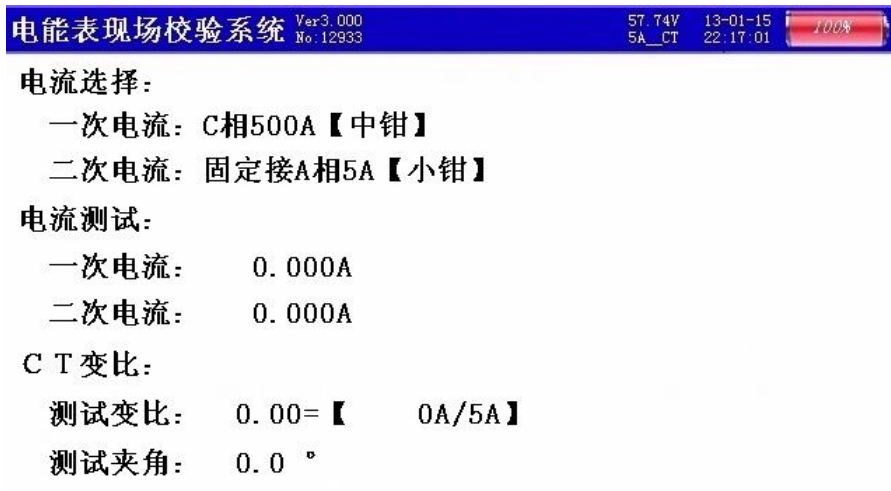 电能表现场校验系统 Ver3.000 57.74V 13-01-15 100%
No:12933 5A__CT 22:17:01
电流选择：
一次电流：C相500A【中钳】
二次电流：固定接A相5A【小钳】
电流测试：
一次电流： 0.000A
二次电流： 0.000A
CT变比：
测试变比： 0.00=【 0A/5A】
测试夹角： 0.0 °